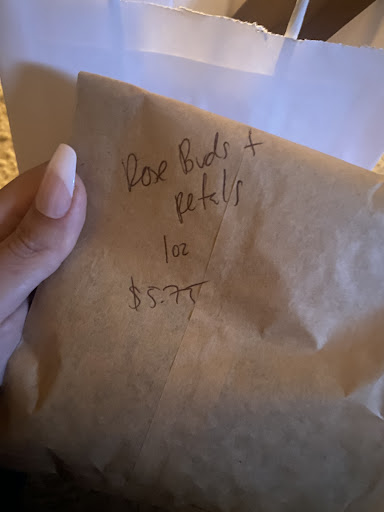 Rose Buds +
petals
1oz
$5.75